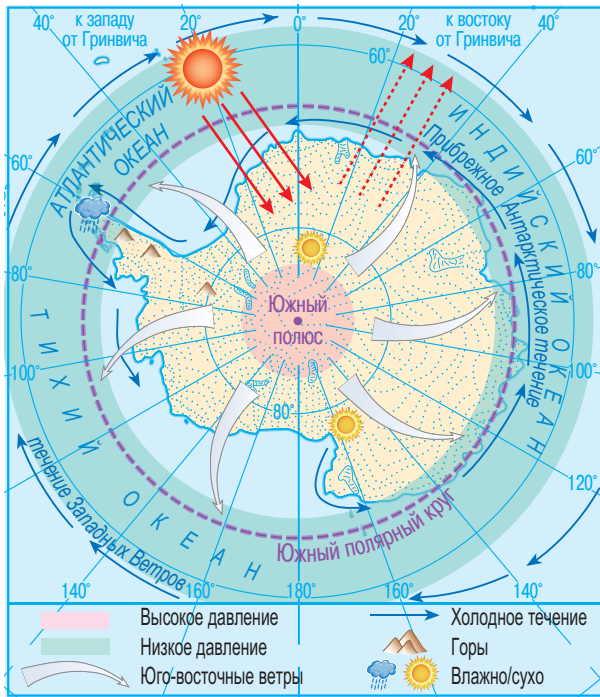 к западу
от Гринвича
к востоку
от Гринвича
40°
20°
0°
20°
40°
60°
60°
60°
АТЛАНТИЧЕСКИЙ
ОКЕАН
ИНДИЙСКИЙ ОКЕАН
Прибрежное Антарктическое течение
80°
80°
Южный
полюс
100°
100°
80°
ТИХИЙ ОКЕАН
течение Западных Ветров
120°
Южный полярный круг
140°
160°
180°
160°
140°
Высокое давление
Низкое давление
Юго-восточные ветры
Холодное течение
Горы
Влажно/сухо